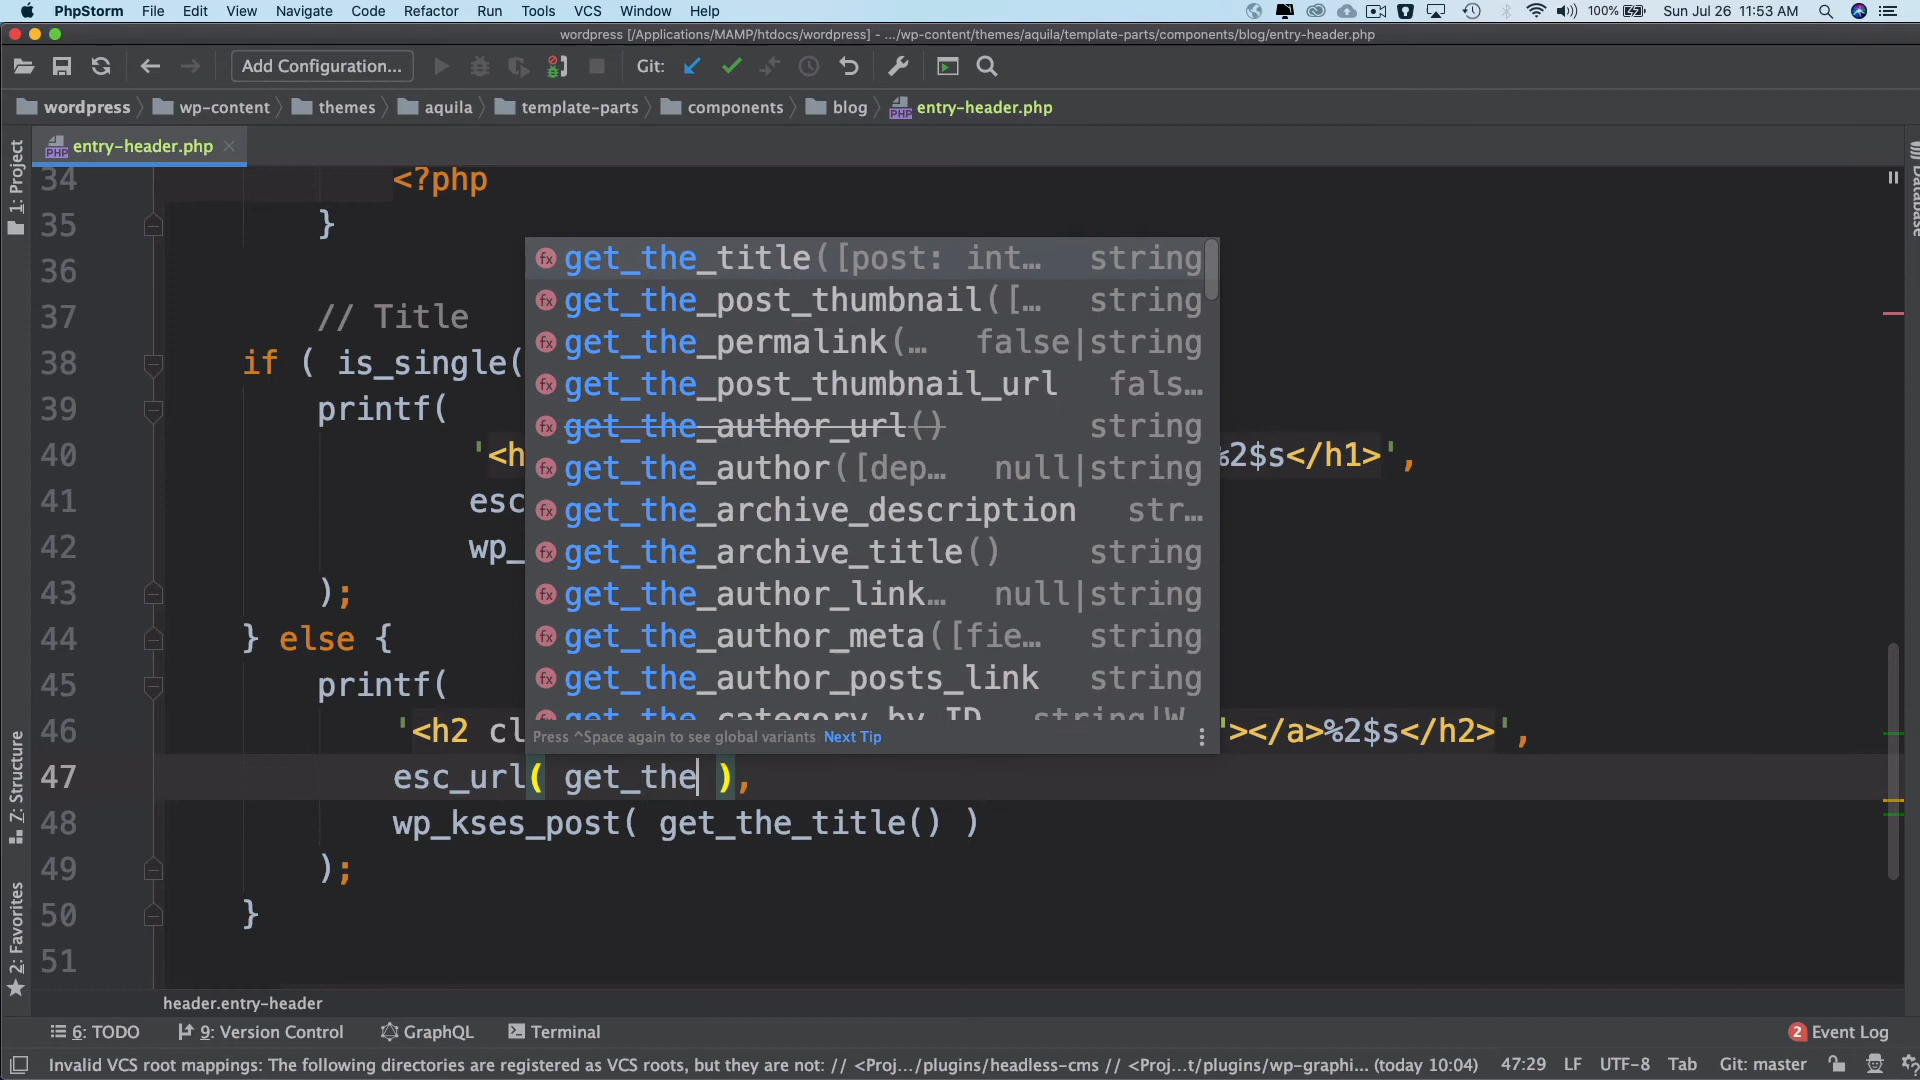 PhpStorm File Edit View Navigate Code Refactor Run Tools VCS Window Help 100% Sun Jul 26 11:53 AM
wordpress [/Applications/MAMP/htdocs/wordpress] - .../wp-content/themes/aquila/template-parts/components/blog/entry-header.php
Add Configuration... Git:
wordpress wp-content themes aquila template-parts components blog entry-header.php
entry-header.php
1: Project
Database
34 <?php
35 }
36
37 // Title
38 if ( is_single(
39 printf(
40 '<h %2$s</h1>',
41 esc
42 wp_
43 );
44 } else {
45 printf(
46 '<h2 cl "></a>%2$s</h2>',
47 esc_url( get_the ),
48 wp_kses_post( get_the_title() )
49 );
50 }
51
get_the_title([post: int... string
get_the_post_thumbnail([... string
get_the_permalink(... false|string
get_the_post_thumbnail_url fals...
get_the_author_url() string
get_the_author([dep... null|string
get_the_archive_description str...
get_the_archive_title() string
get_the_author_link... null|string
get_the_author_meta([fie... string
get_the_author_posts_link string
get_the_category_by_ID string|W
Press ^Space again to see global variants Next Tip
Z: Structure
2: Favorites
header.entry-header
6: TODO 9: Version Control GraphQL Terminal 2 Event Log
Invalid VCS root mappings: The following directories are registered as VCS roots, but they are not: // <Proj.../plugins/headless-cms // <Proj...t/plugins/wp-graphi... (today 10:04) 47:29 LF UTF-8 Tab Git: master